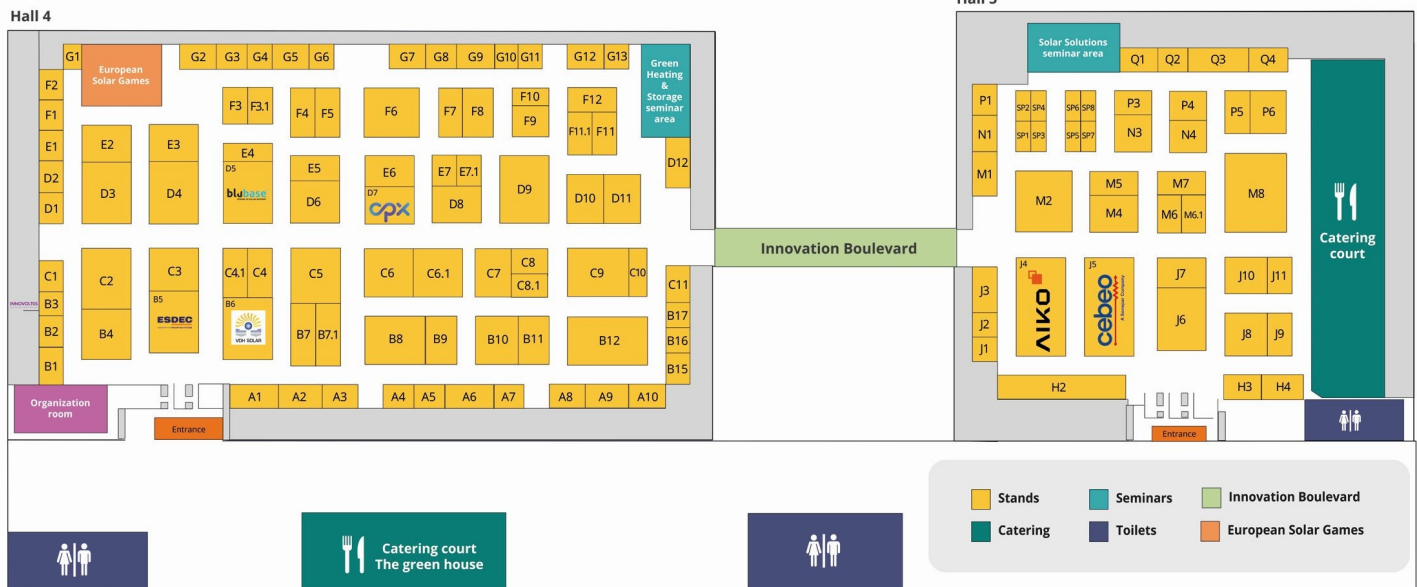 Hall 4
G1
European
Solar Games
G2
G3
G4
G5
G6
G7
G8
G9
G10
G11
G12
G13
Green
Heating
&
Storage
seminar
area
F2
F1
E1
D2
D1
F3
F3.1
F4
F5
F6
F7
F8
F10
F9
F12
F11.1
F11
E2
D3
E3
D4
E4
D5
blubase
E5
D6
E6
D7
cpx
E7
E7.1
D8
D9
D10
D11
D12
C1
B3
B2
B1
INNOVOLTUS
C2
B4
C3
B5
ESDEC
C4.1
C4
B6
VDH SOLAR
C5
B7
B7.1
C6
C6.1
B8
B9
C7
C8
C8.1
B10
B11
C9
C10
B12
C11
B17
B16
B15
Organization
room
Entrance
A1
A2
A3
A4
A5
A6
A7
A8
A9
A10
Innovation Boulevard
Solar Solutions
seminar area
Q1
Q2
Q3
Q4
P1
N1
M1
SP2
SP4
SP1
SP3
SP6
SP8
SP5
SP7
P3
N3
P4
N4
P5
P6
M2
M5
M4
M7
M6
M6.1
M8
Catering
court
J3
J2
J1
J4
AIKO
J5
cebeo
A Sonepar Company
J7
J6
J10
J11
J8
J9
H2
H3
H4
Entrance
Catering court
The green house
Stands
Seminars
Innovation Boulevard
Catering
Toilets
European Solar Games